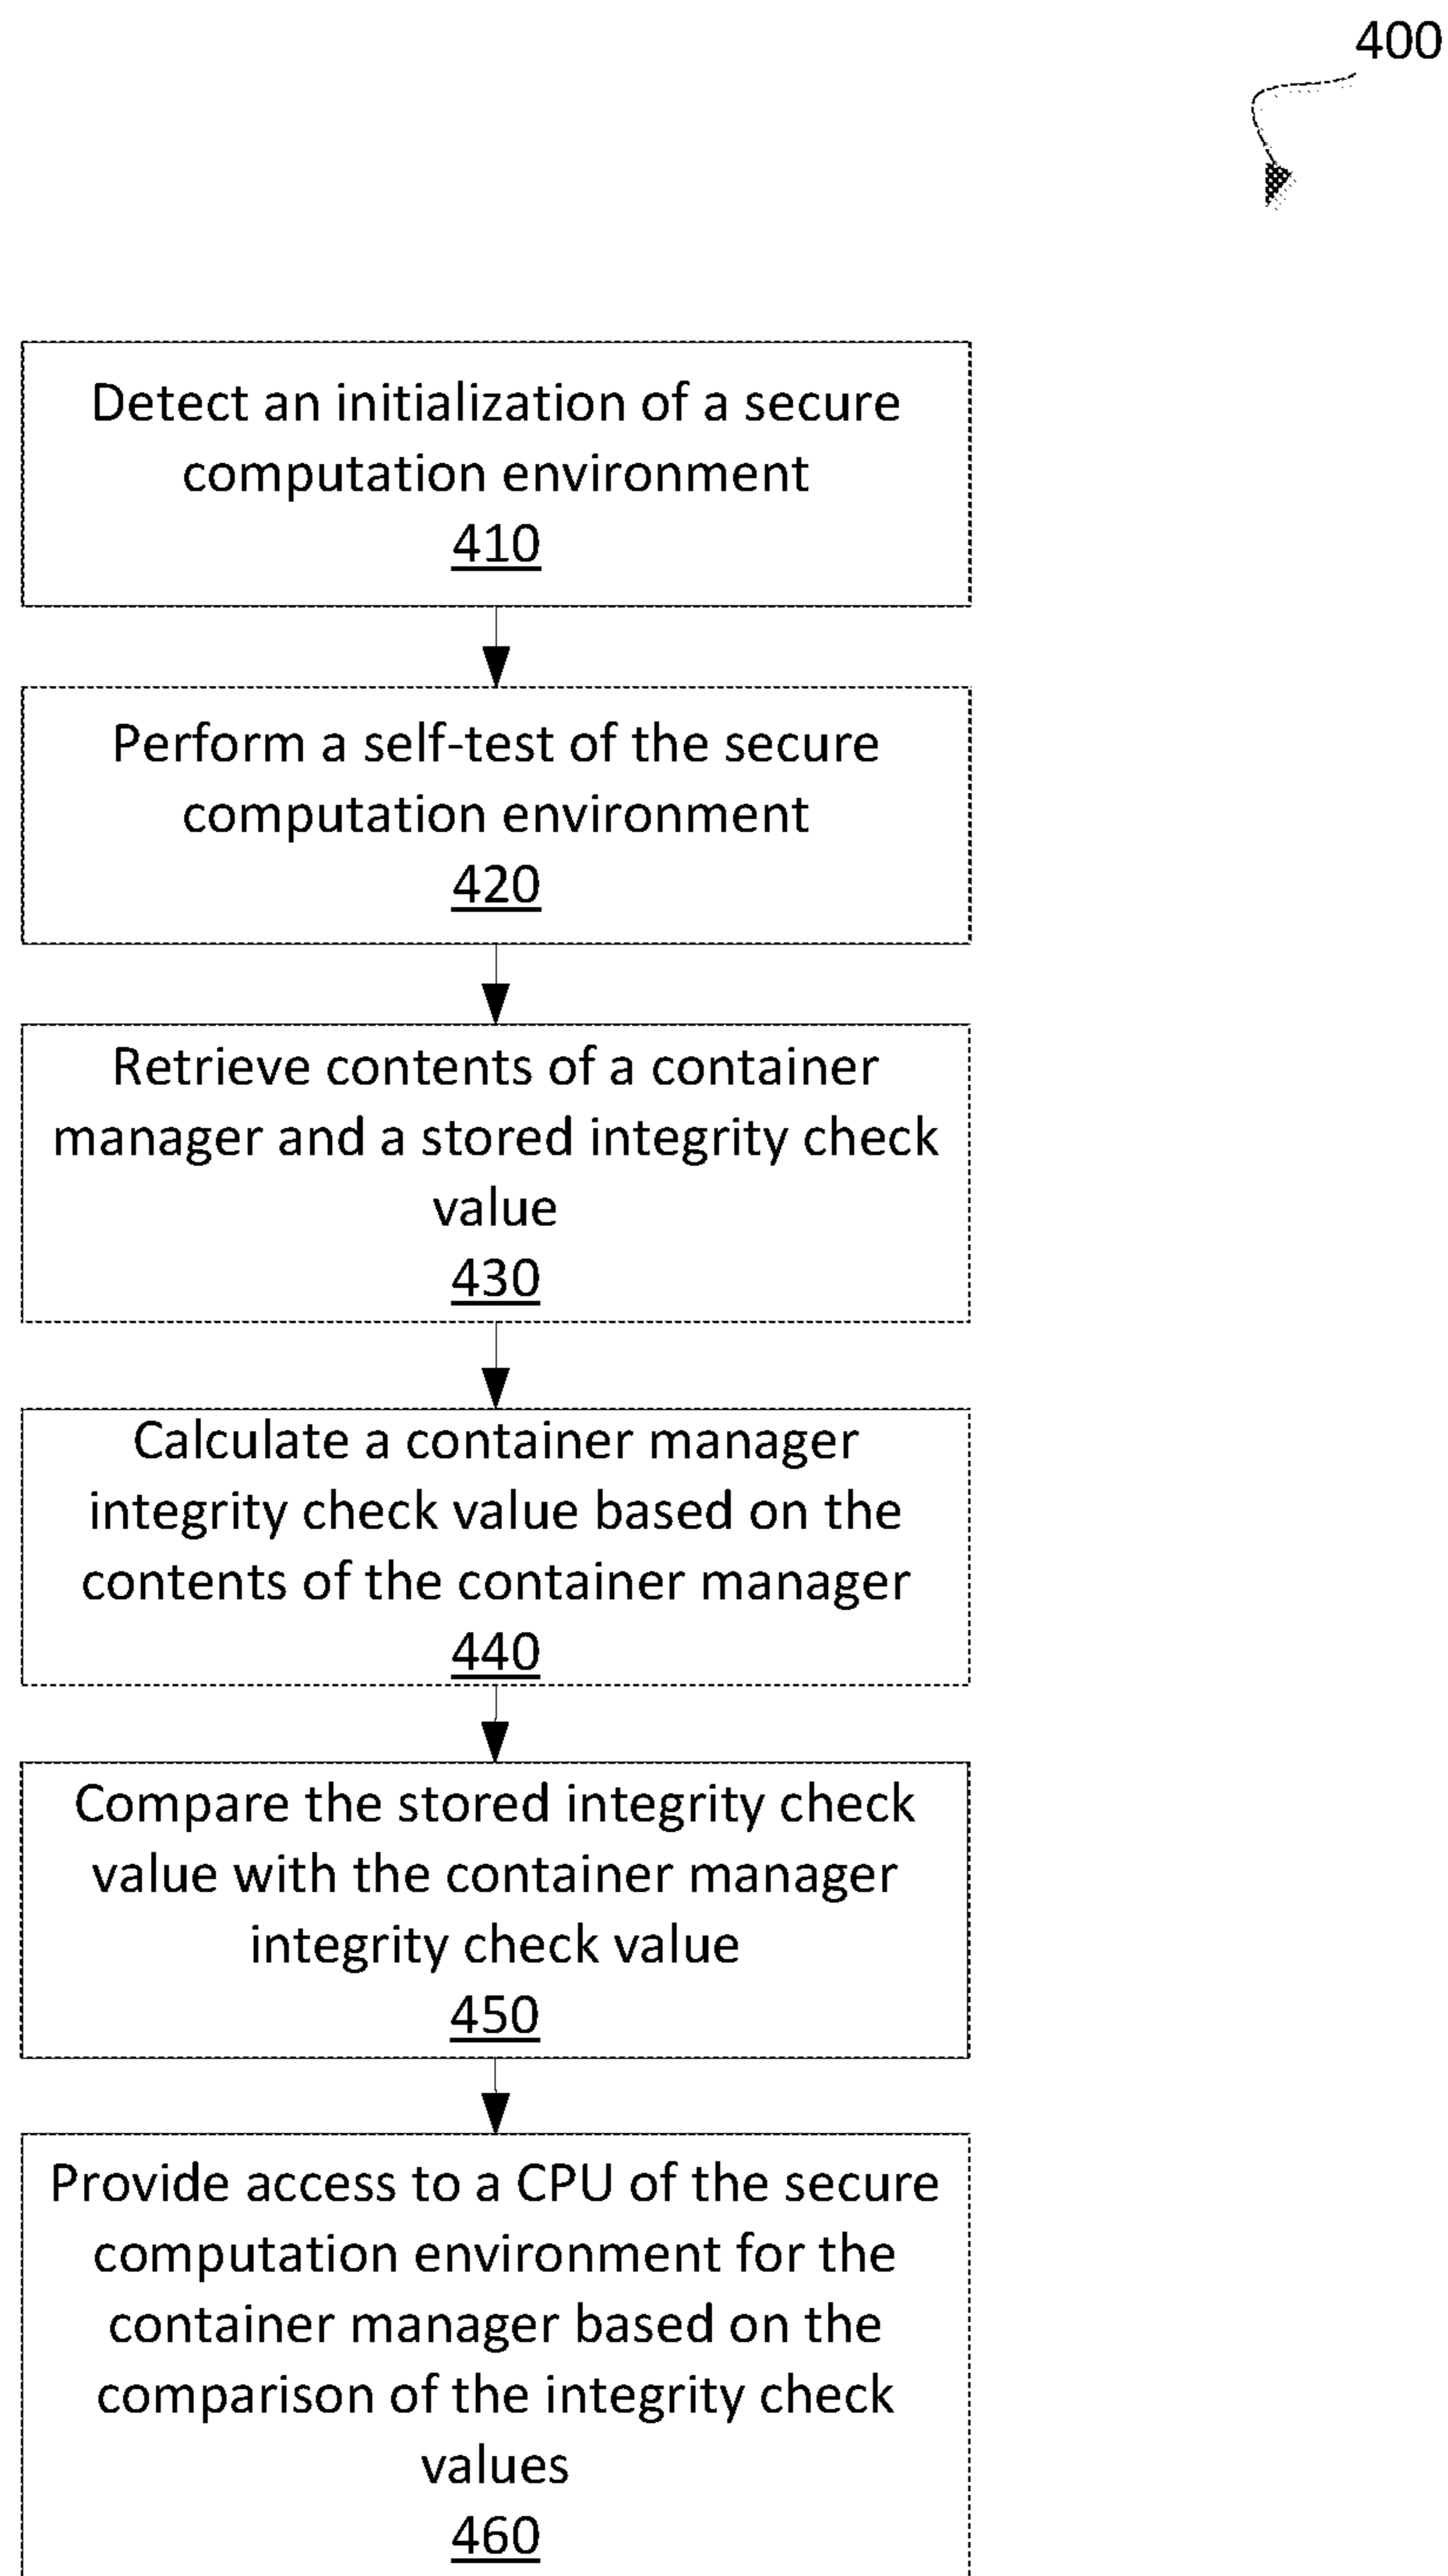 400
Detect an initialization of a secure
computation environment
410
Perform a self-test of the secure
computation environment
420
Retrieve contents of a container
manager and a stored integrity check
value
430
Calculate a container manager
integrity check value based on the
contents of the container manager
440
Compare the stored integrity check
value with the container manager
integrity check value
450
Provide access to a CPU of the secure
computation environment for the
container manager based on the
comparison of the integrity check
values
460